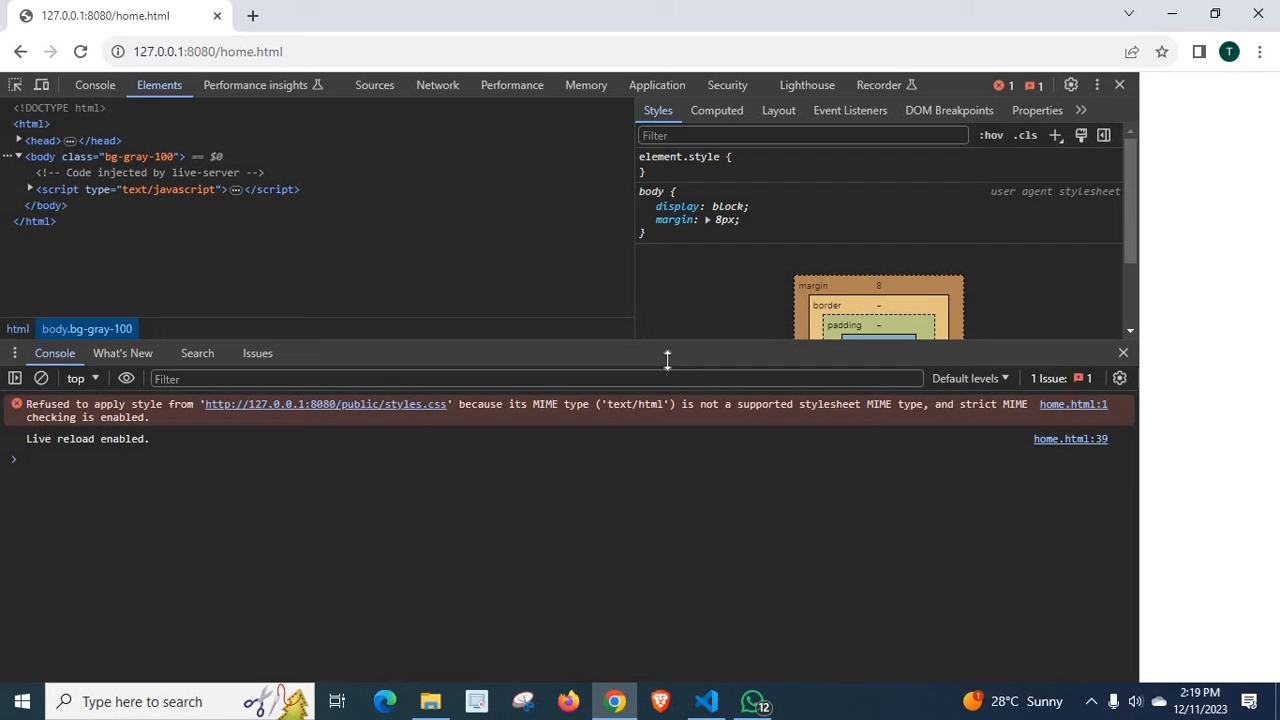 127.0.0.1:8080/home.html
127.0.0.1:8080/home.html
T
Console Elements Performance insights Sources Network Performance Memory Application Security Lighthouse Recorder 1 1
<!DOCTYPE html>
<html>
<head> </head>
<body class="bg-gray-100"> == $0
<!-- Code injected by live-server -->
<script type="text/javascript"> </script>
</body>
</html>
html body.bg-gray-100
Styles Computed Layout Event Listeners DOM Breakpoints Properties
Filter :hov .cls
element.style {
}
body { user agent stylesheet
display: block;
margin: 8px;
}
margin 8
border -
padding -
Console What's New Search Issues
top Filter Default levels 1 Issue: 1
Refused to apply style from 'http://127.0.0.1:8080/public/styles.css' because its MIME type ('text/html') is not a supported stylesheet MIME type, and strict MIME home.html:1
checking is enabled.
Live reload enabled. home.html:39
Type here to search 12 1 28°C Sunny 2:19 PM
12/11/2023